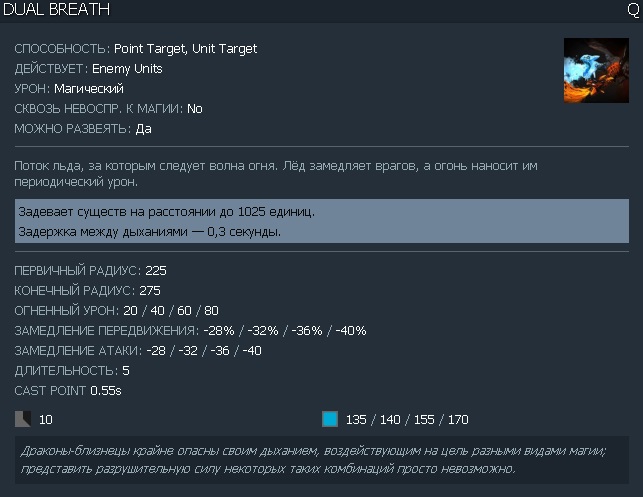 DUAL BREATH Q
СПОСОБНОСТЬ: Point Target, Unit Target
ДЕЙСТВУЕТ: Enemy Units
УРОН: Магический
СКВОЗЬ НЕВОСПР. К МАГИИ: No
МОЖНО РАЗВЕЯТЬ: Да
Поток льда, за которым следует волна огня. Лёд замедляет врагов, а огонь наносит им
периодический урон.
Задевает существ на расстоянии до 1025 единиц.
Задержка между дыханиями — 0,3 секунды.
ПЕРВИЧНЫЙ РАДИУС: 225
КОНЕЧНЫЙ РАДИУС: 275
ОГНЕННЫЙ УРОН: 20 / 40 / 60 / 80
ЗАМЕДЛЕНИЕ ПЕРЕДВИЖЕНИЯ: -28% / -32% / -36% / -40%
ЗАМЕДЛЕНИЕ АТАКИ: -28 / -32 / -36 / -40
ДЛИТЕЛЬНОСТЬ: 5
CAST POINT 0.55s
10 135 / 140 / 155 / 170
Драконы-близнецы крайне опасны своим дыханием, воздействующим на цель разными видами магии;
представить разрушительную силу некоторых таких комбинаций просто невозможно.